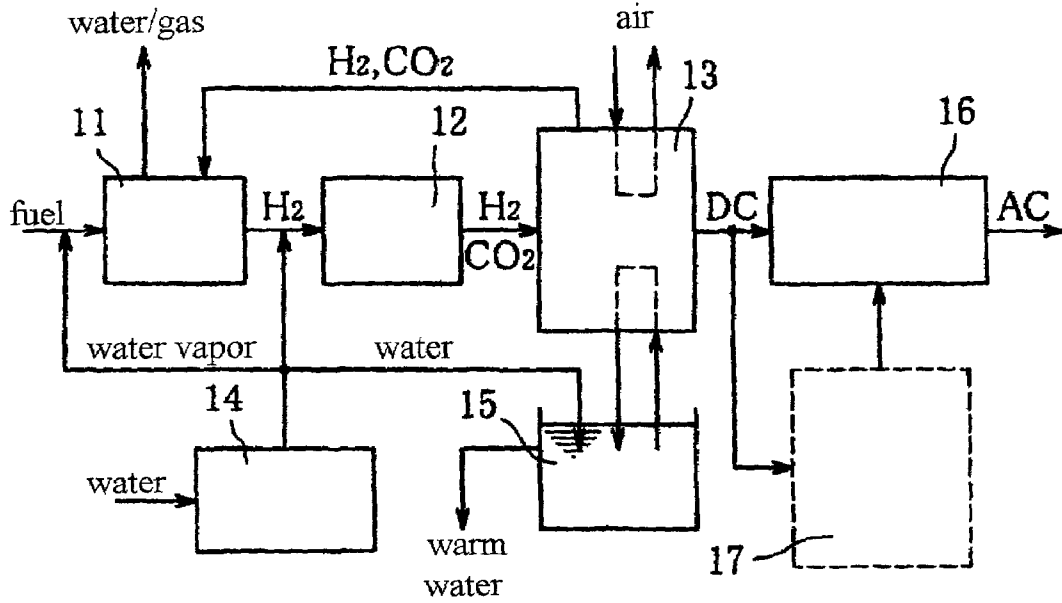 water/gas
air
H2,CO2
13
11
12
16
fuel
H2
H2
CO2
DC
AC
water vapor
water
14
15
water
warm
water
17